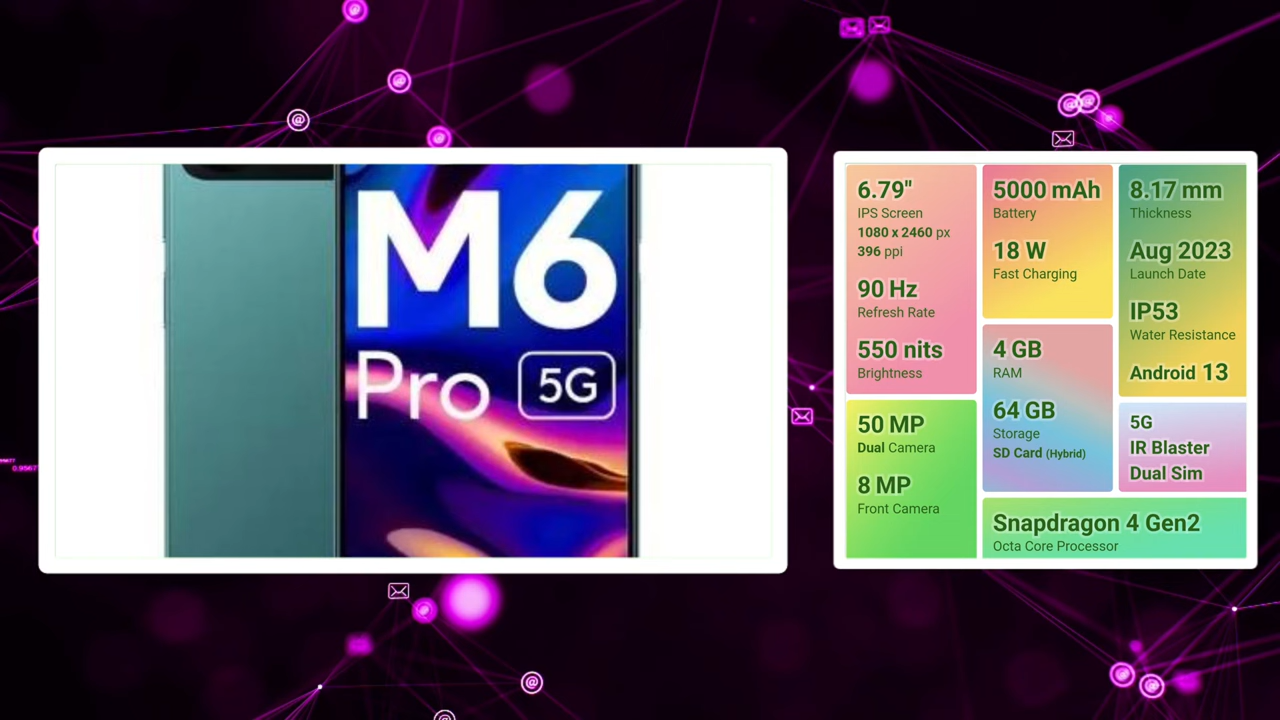 M6
Pro 5G
6.79"
IPS Screen
1080 x 2460 px
396 ppi
90 Hz
Refresh Rate
550 nits
Brightness
50 MP
Dual Camera
8 MP
Front Camera
5000 mAh
Battery
18 W
Fast Charging
4 GB
RAM
64 GB
Storage
SD Card (Hybrid)
8.17 mm
Thickness
Aug 2023
Launch Date
IP53
Water Resistance
Android 13
5G
IR Blaster
Dual Sim
Snapdragon 4 Gen2
Octa Core Processor